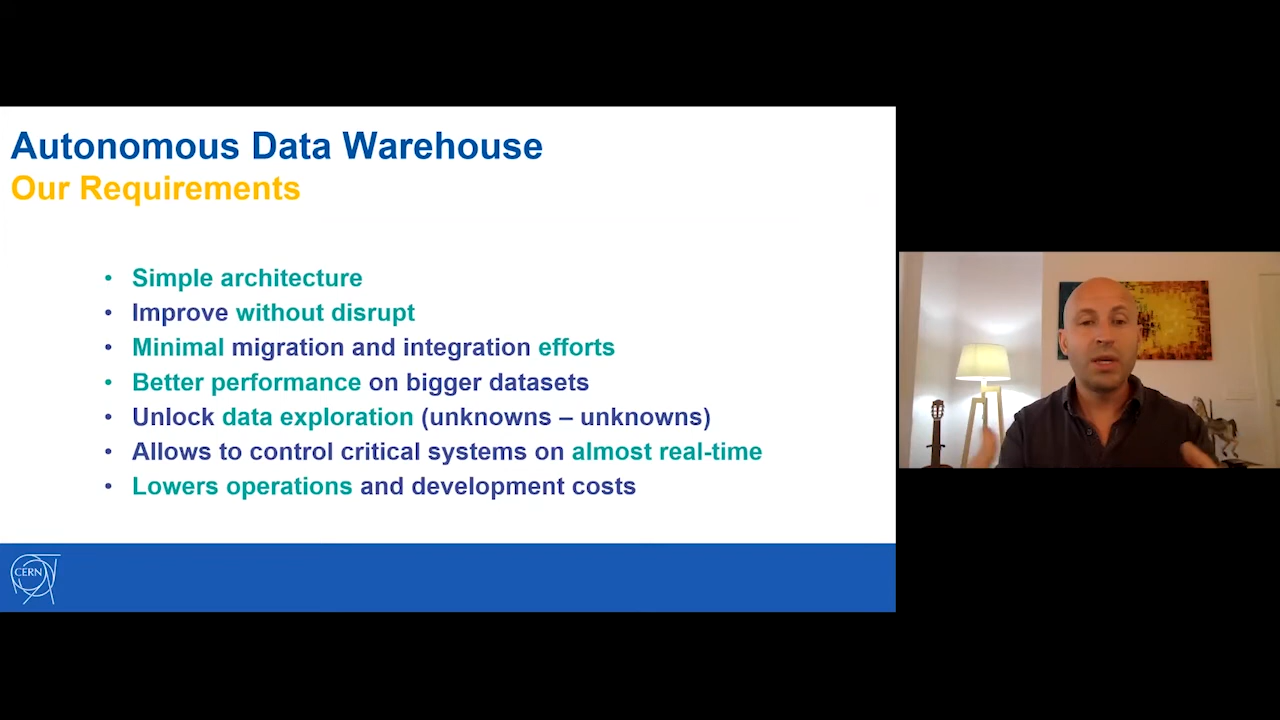 Autonomous Data Warehouse
Our Requirements
• Simple architecture
• Improve without disrupt
• Minimal migration and integration efforts
• Better performance on bigger datasets
• Unlock data exploration (unknowns – unknowns)
• Allows to control critical systems on almost real-time
• Lowers operations and development costs
CERN